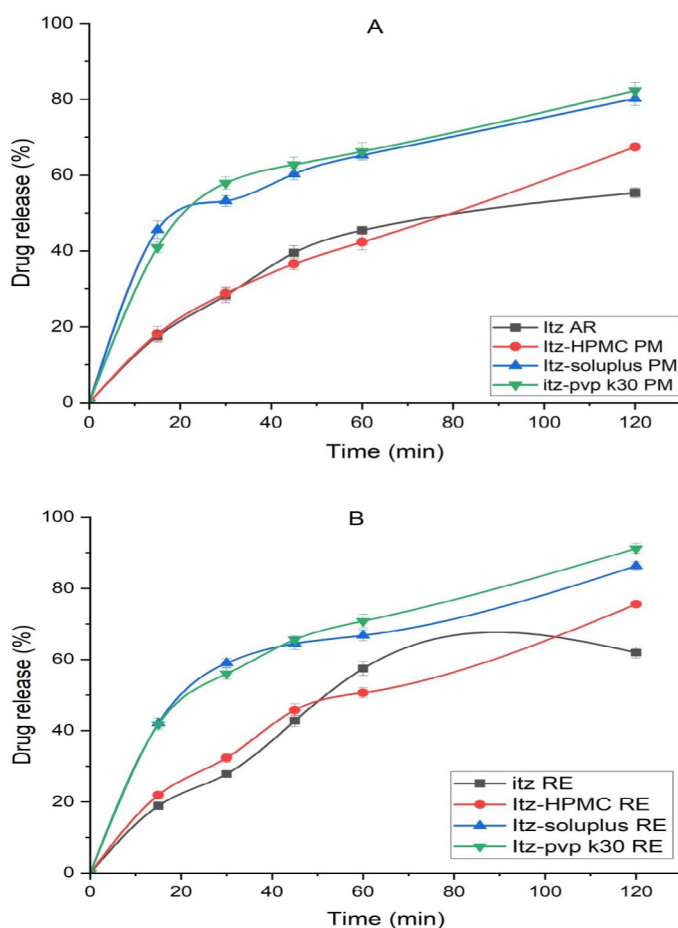 A
100
80
60
40
20
0
Drug release (%)
Itz AR
Itz-HPMC PM
Itz-soluplus PM
itz-pvp k30 PM
0 20 40 60 80 100 120
Time (min)
B
100
80
60
40
20
0
Drug release (%)
itz RE
Itz-HPMC RE
Itz-soluplus RE
Itz-pvp k30 RE
0 20 40 60 80 100 120
Time (min)